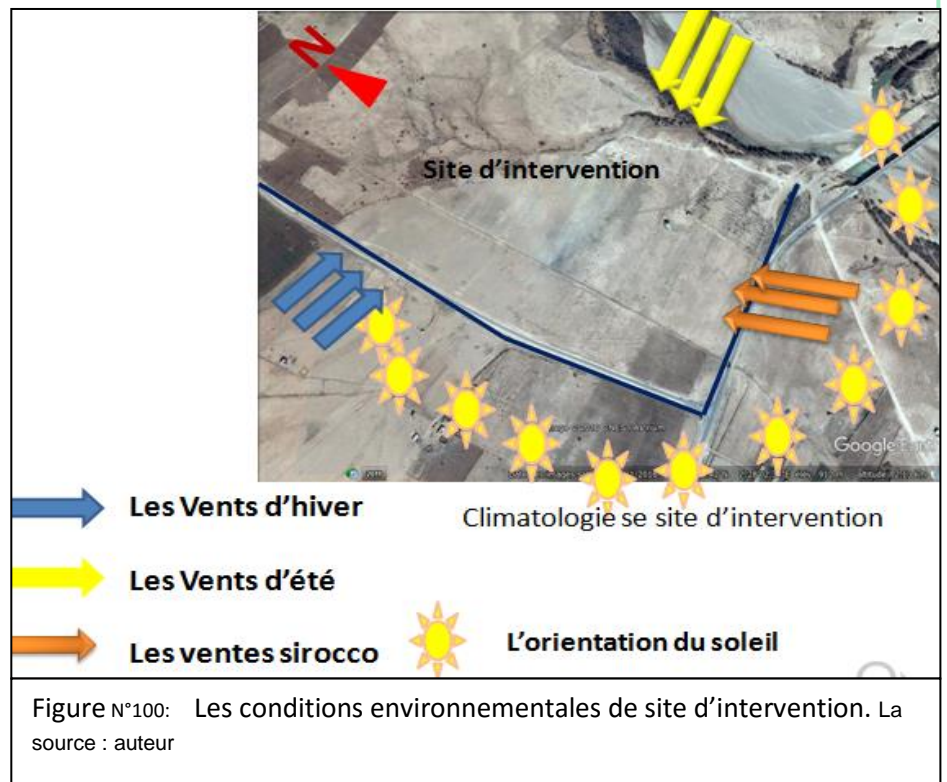 N
Site d'intervention
Google Earth
Les Vents d'hiver
Climatologie se site d'intervention
Les Vents d'été
Les ventes sirocco
L'orientation du soleil
Figure N°100: Les conditions environnementales de site d'intervention. La
source : auteur